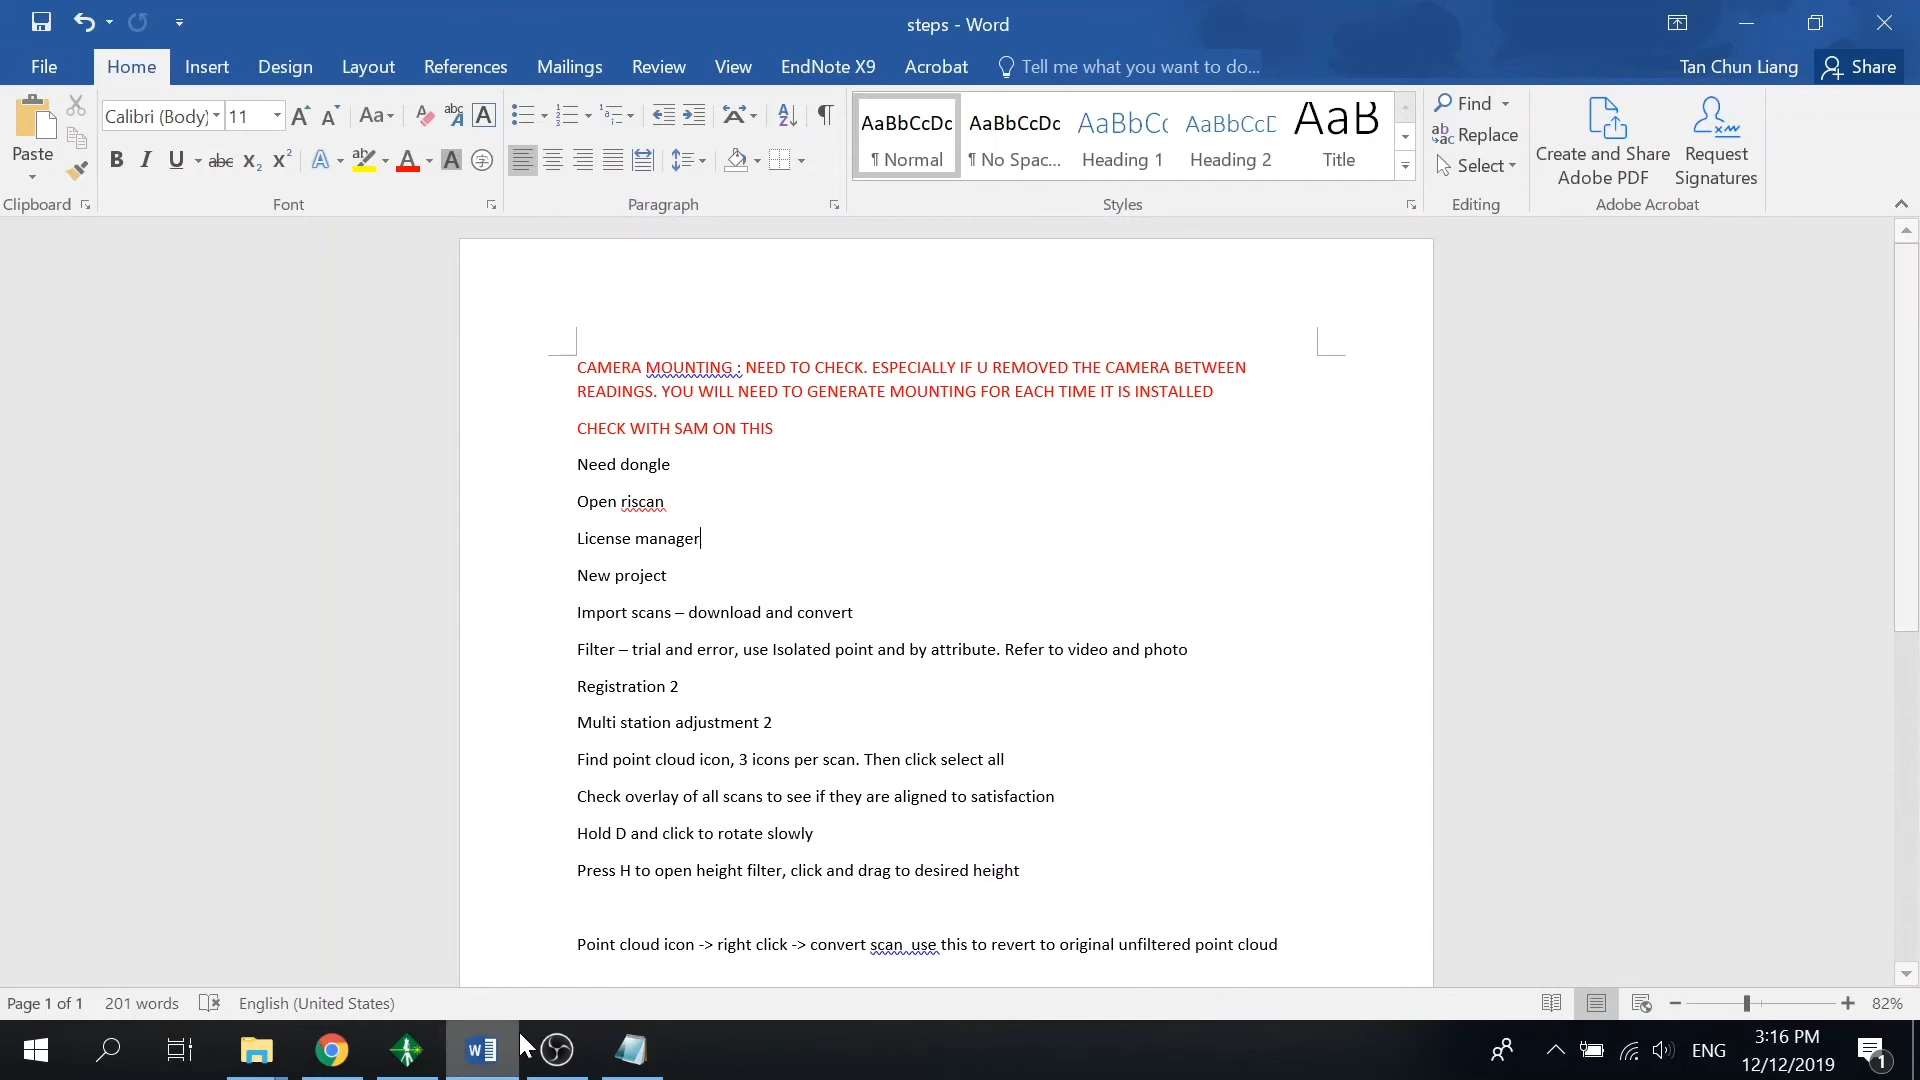 steps - Word
File Home Insert Design Layout References Mailings Review View EndNote X9 Acrobat Tell me what you want to do... Tan Chun Liang Share
Calibri (Body) 11 Aa
Paste
B I U abc X₂ X² A A A
AaBbCcDc AaBbCcDc AaBbCc AaBbCcD AaB
¶ Normal ¶ No Spac... Heading 1 Heading 2 Title
Find
Replace
Select
Create and Share
Adobe PDF
Request
Signatures
Clipboard Font Paragraph Styles Editing Adobe Acrobat
CAMERA MOUNTING : NEED TO CHECK. ESPECIALLY IF U REMOVED THE CAMERA BETWEEN
READINGS. YOU WILL NEED TO GENERATE MOUNTING FOR EACH TIME IT IS INSTALLED
CHECK WITH SAM ON THIS
Need dongle
Open riscan
License manager
New project
Import scans – download and convert
Filter – trial and error, use Isolated point and by attribute. Refer to video and photo
Registration 2
Multi station adjustment 2
Find point cloud icon, 3 icons per scan. Then click select all
Check overlay of all scans to see if they are aligned to satisfaction
Hold D and click to rotate slowly
Press H to open height filter, click and drag to desired height
Point cloud icon -> right click -> convert scan  use this to revert to original unfiltered point cloud
Page 1 of 1 201 words English (United States) 82%
ENG
3:16 PM
12/12/2019
1